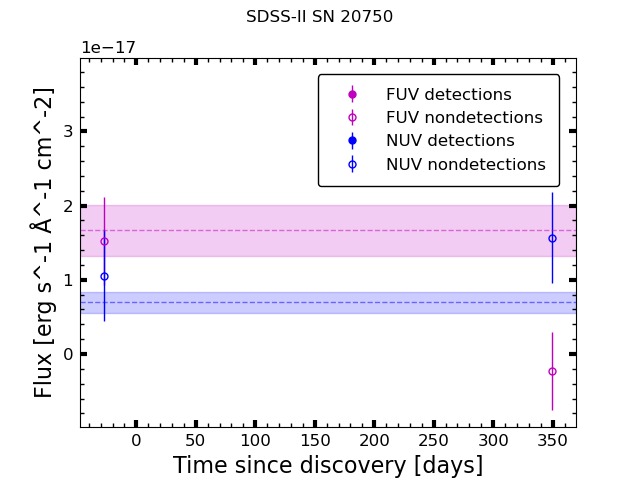 SDSS-II SN 20750
1e−17
FUV detections
FUV nondetections
NUV detections
NUV nondetections
3
2
1
0
Flux [erg s^-1 Å^-1 cm^-2]
0 50 100 150 200 250 300 350
Time since discovery [days]